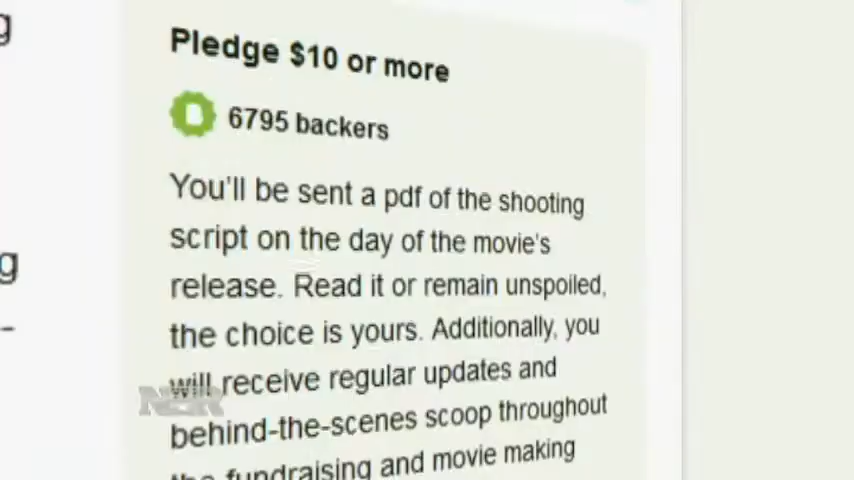 g
Pledge $10 or more
6795 backers
You'll be sent a pdf of the shooting
script on the day of the movie's
release. Read it or remain unspoiled,
g
the choice is yours. Additionally, you
-
will receive regular updates and
behind-the-scenes scoop throughout
the fundraising and movie making